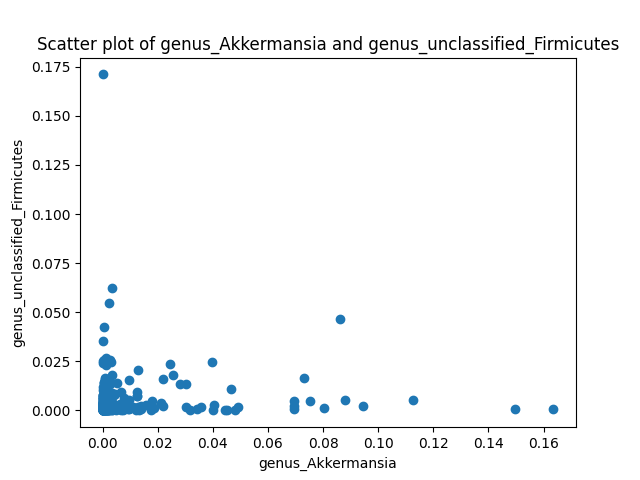 Scatter plot of genus_Akkermansia and genus_unclassified_Firmicutes
0.175
0.150
0.125
0.100
0.075
0.050
0.025
0.000
genus_unclassified_Firmicutes
0.00 0.02 0.04 0.06 0.08 0.10 0.12 0.14 0.16
genus_Akkermansia